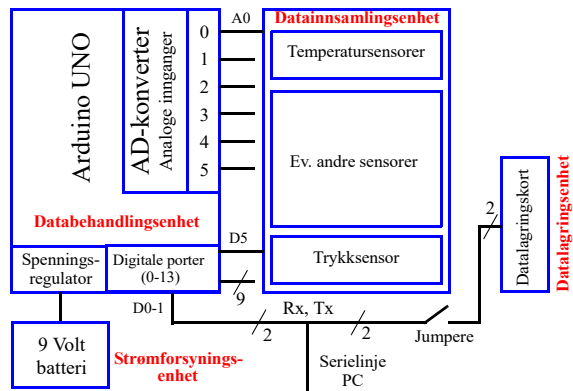 A0
Datainnsamlingsenhet
Arduino UNO
AD-konverter
Analoge innganger
0
1
2
3
4
5
Temperatursensorer
Ev. andre sensorer
Databehandlingsenhet
D5
Trykksensor
Spennings-
regulator
Digitale porter
(0-13)
9
2
Datalagringskort
Datalagringsenhet
D0-1
Rx, Tx
2
2
Jumpere
9 Volt
batteri
Strømforsynings-
enhet
Serielinje
PC